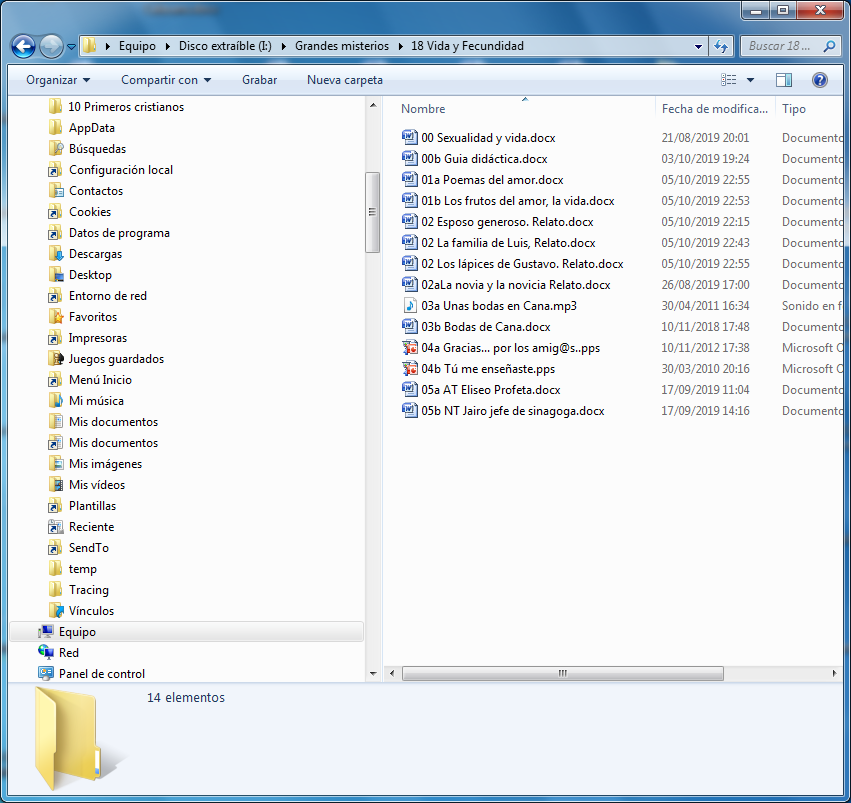 Equipo Disco extraíble (I:) Grandes misterios 18 Vida y Fecundidad Buscar 18 ...
Organizar Compartir con Grabar Nueva carpeta
10 Primeros cristianos
AppData
Búsquedas
Configuración local
Contactos
Cookies
Datos de programa
Descargas
Desktop
Entorno de red
Favoritos
Impresoras
Juegos guardados
Menú Inicio
Mi música
Mis documentos
Mis documentos
Mis imágenes
Mis vídeos
Plantillas
Reciente
SendTo
temp
Tracing
Vínculos
Equipo
Red
Panel de control
Nombre Fecha de modifica... Tipo
00 Sexualidad y vida.docx 21/08/2019 20:01 Documento
00b Guia didáctica.docx 03/10/2019 19:24 Documento
01a Poemas del amor.docx 05/10/2019 22:55 Documento
01b Los frutos del amor, la vida.docx 05/10/2019 22:53 Documento
02 Esposo generoso. Relato.docx 05/10/2019 22:15 Documento
02 La familia de Luis, Relato.docx 05/10/2019 22:43 Documento
02 Los lápices de Gustavo. Relato.docx 05/10/2019 22:55 Documento
02aLa novia y la novicia Relato.docx 26/08/2019 17:00 Documento
03a Unas bodas en Cana.mp3 30/04/2011 16:34 Sonido en f
03b Bodas de Cana.docx 10/11/2018 17:48 Documento
04a Gracias... por los amig@s..pps 10/11/2012 17:38 Microsoft O
04b Tú me enseñaste.pps 30/03/2010 20:16 Microsoft O
05a AT Eliseo Profeta.docx 17/09/2019 11:04 Documento
05b NT Jairo jefe de sinagoga.docx 17/09/2019 14:16 Documento
14 elementos